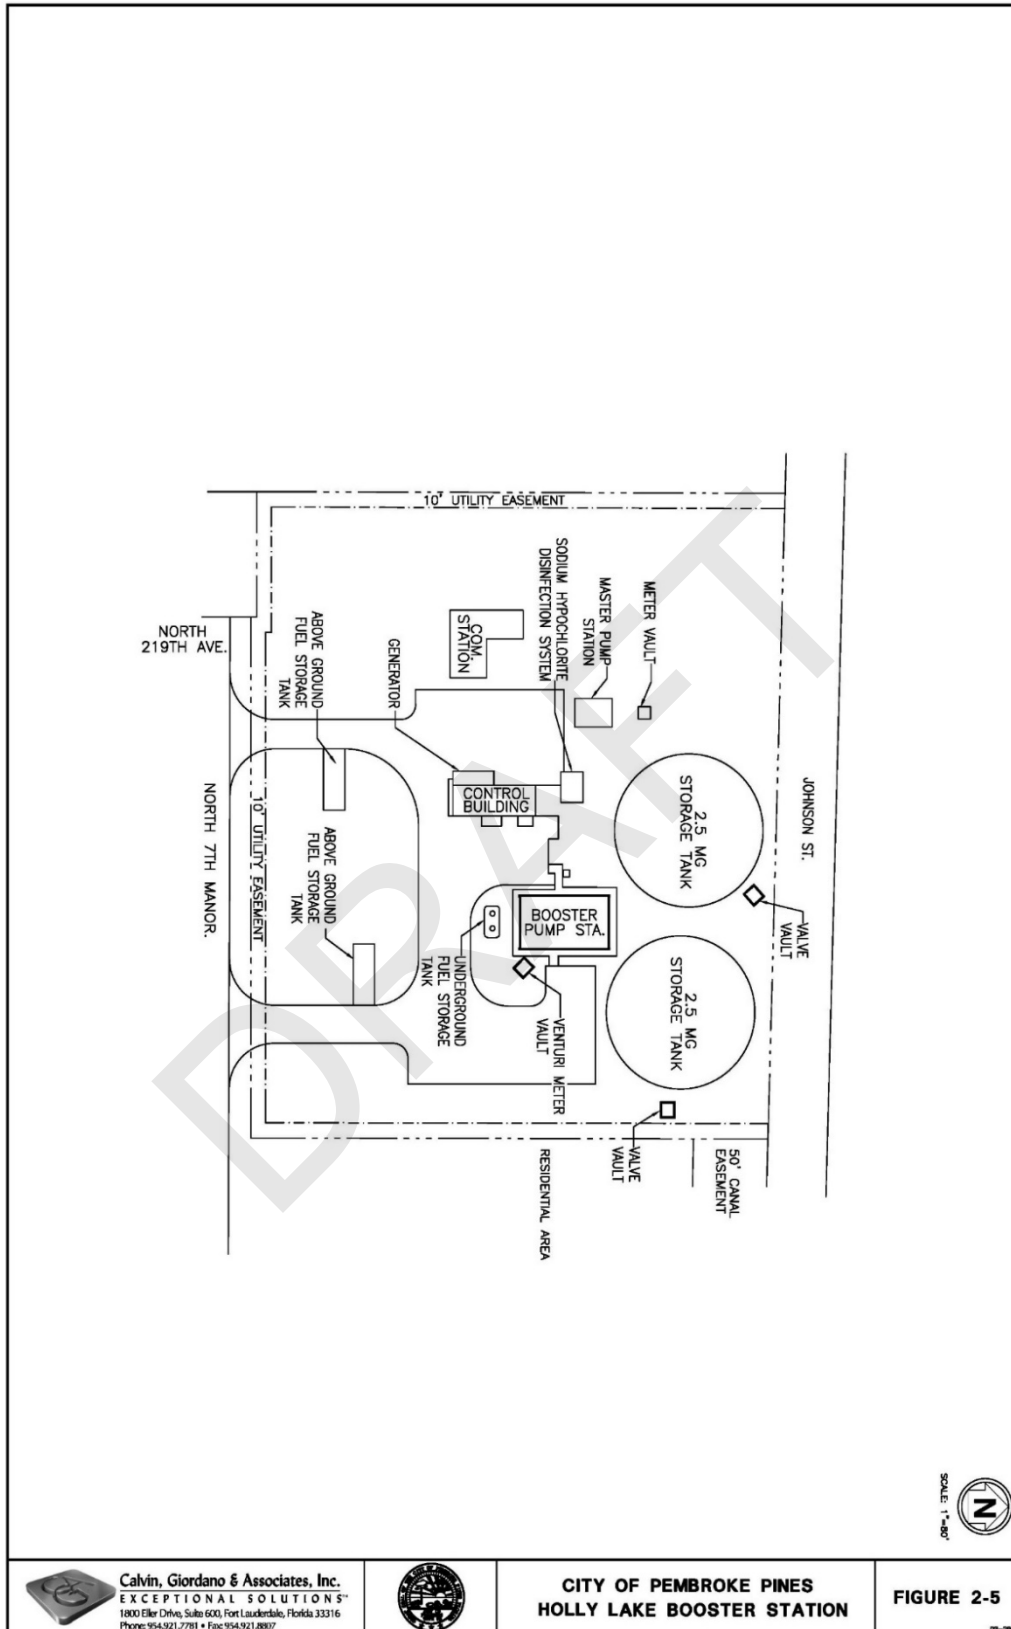 10' UTILITY EASEMENT
SODIUM HYPOCHLORITE
DISINFECTION SYSTEM
MASTER PUMP
STATION
METER VAULT
COM.
STATION
NORTH
219TH AVE.
ABOVE GROUND
FUEL STORAGE
TANK
GENERATOR
CONTROL
BUILDING
2.5 MG
STORAGE TANK
JOHNSON ST.
NORTH 7TH MANOR.
10' UTILITY EASEMENT
ABOVE GROUND
FUEL STORAGE
TANK
BOOSTER
PUMP STA.
VALVE
VAULT
UNDERGROUND
FUEL STORAGE
TANK
VENTURI METER
VAULT
2.5 MG
STORAGE TANK
VALVE
VAULT
50' CANAL
EASEMENT
RESIDENTIAL AREA
DRAFT
N
SCALE: 1"=80'
Calvin, Giordano & Associates, Inc.
EXCEPTIONAL SOLUTIONS
1800 Eller Drive, Suite 600, Fort Lauderdale, Florida 33316
Phone: 954.921.7781 • Fax: 954.921.8807
CITY OF PEMBROKE PINES
HOLLY LAKE BOOSTER STATION
FIGURE 2-5